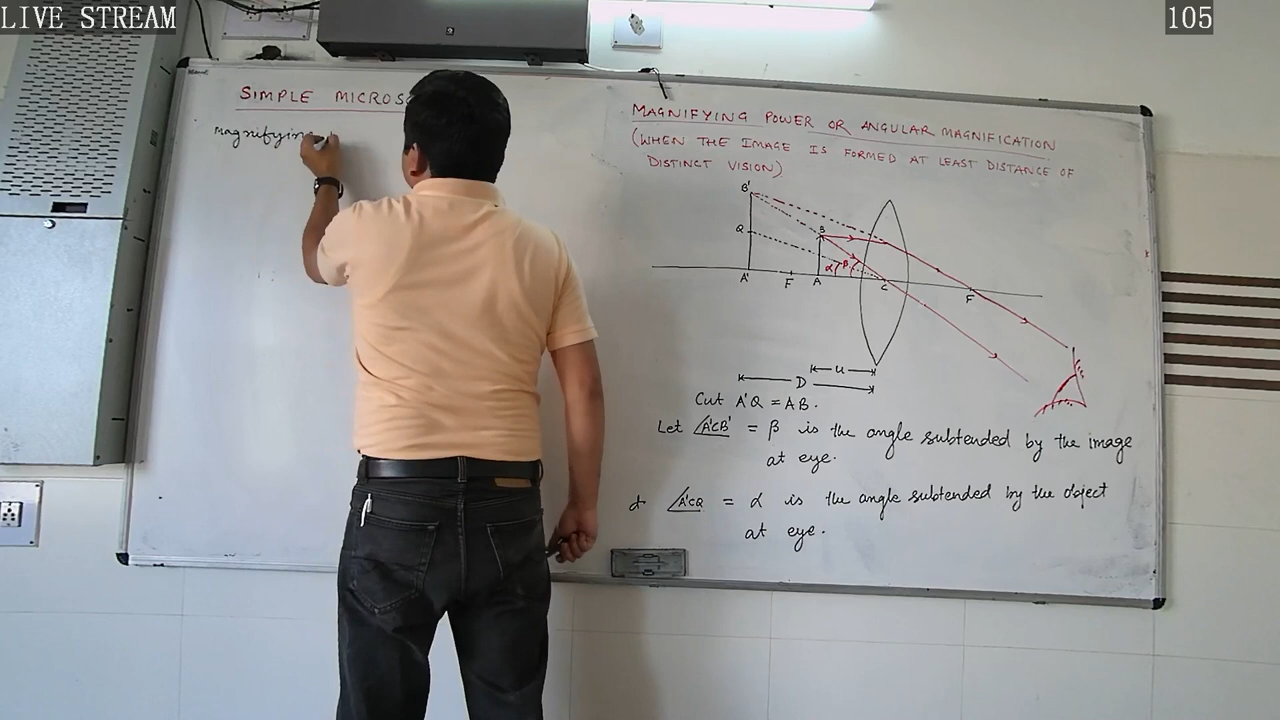 LIVE STREAM
105
SIMPLE MICROS
Magnifying
MAGNIFYING POWER OR ANGULAR MAGNIFICATION
(WHEN THE IMAGE IS FORMED AT LEAST DISTANCE OF
DISTINCT VISION)
B'
Q
B
α β
A' F A C F
u
D
Cut A'Q = AB.
Let ∠A'CB' = β is the angle subtended by the image
at eye.
& ∠A'CQ = α is the angle subtended by the object
at eye.